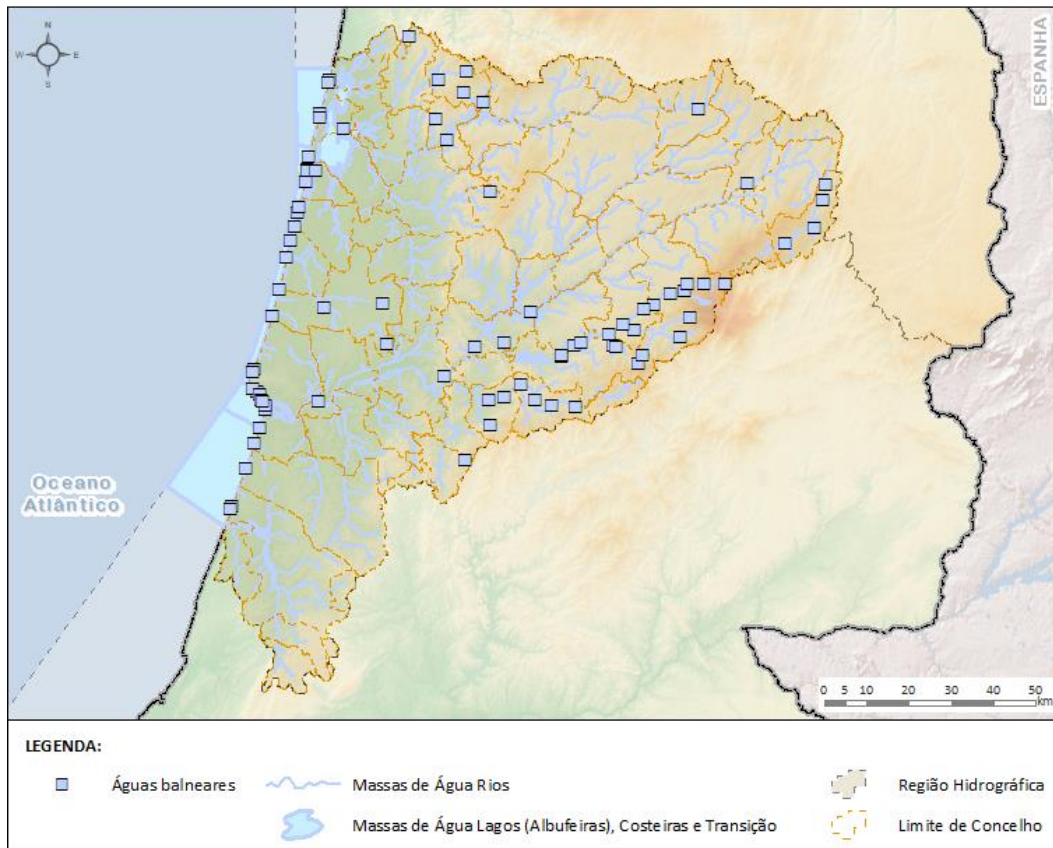 N
W E
S
ESPANHA
Oceano
Atlântico
0 5 10 20 30 40 50
km
LEGENDA:
Águas balneares
Massas de Água Rios
Região Hidrográfica
Massas de Água Lagos (Albufeiras), Costeiras e Transição
Limite de Concelho